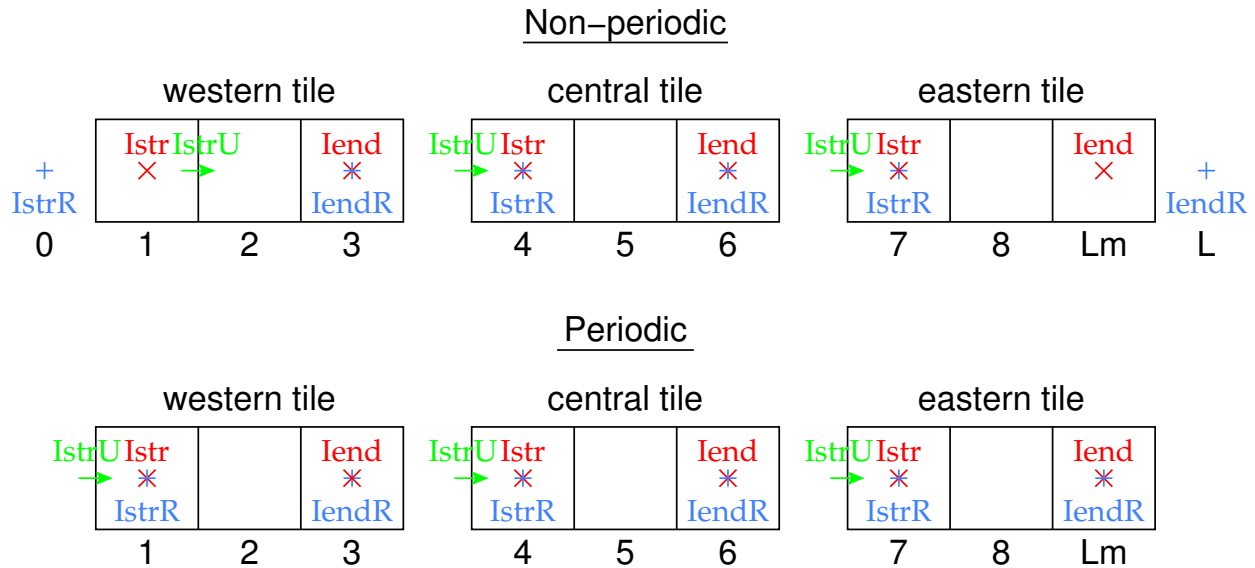 Non−periodic
western tile central tile eastern tile
Istr IstrU Iend IstrU Istr Iend IstrU Istr Iend
IstrR IendR IstrR IendR IstrR IendR
0 1 2 3 4 5 6 7 8 Lm L
Periodic
western tile central tile eastern tile
IstrU Istr Iend IstrU Istr Iend IstrU Istr Iend
IstrR IendR IstrR IendR IstrR IendR
1 2 3 4 5 6 7 8 Lm